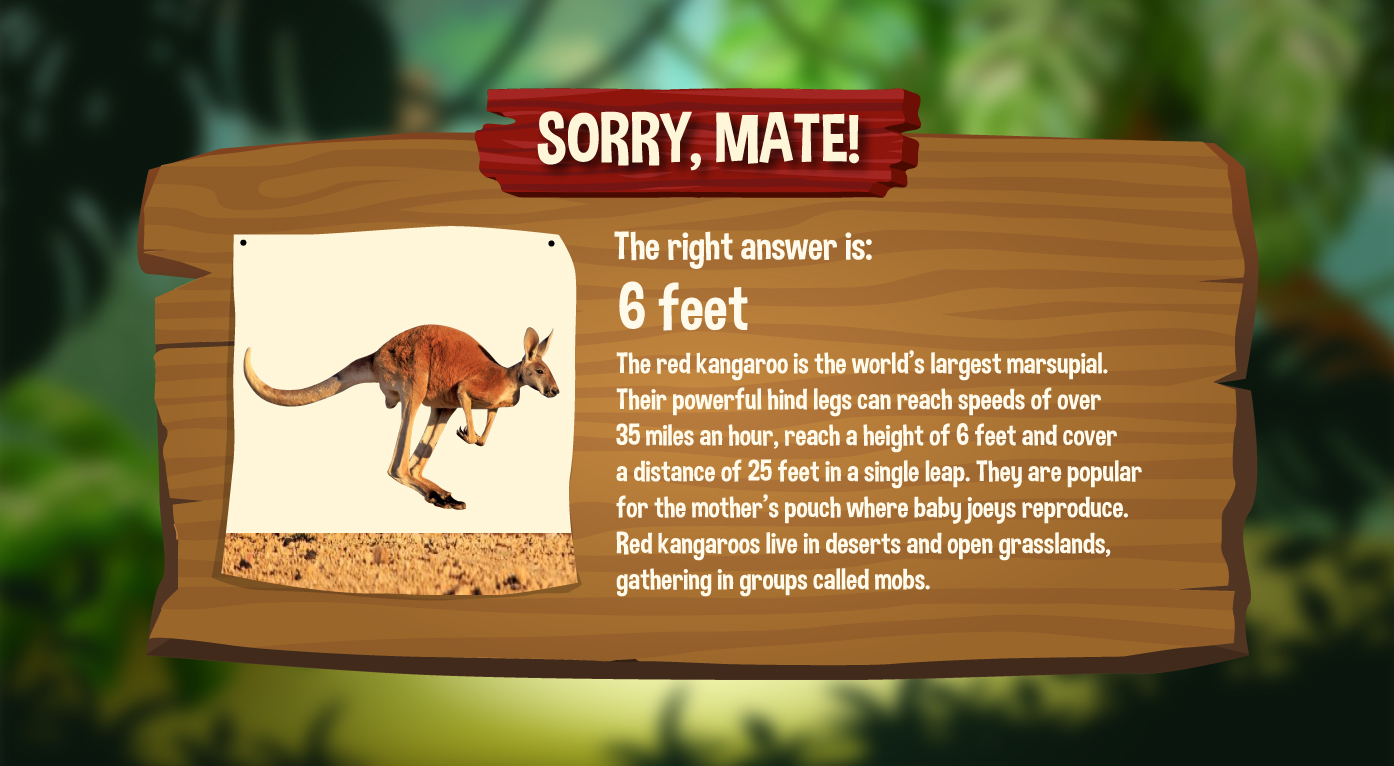 SORRY, MATE!
The right answer is:
6 feet
The red kangaroo is the world's largest marsupial.
Their powerful hind legs can reach speeds of over
35 miles an hour, reach a height of 6 feet and cover
a distance of 25 feet in a single leap. They are popular
for the mother's pouch where baby joeys reproduce.
Red kangaroos live in deserts and open grasslands,
gathering in groups called mobs.